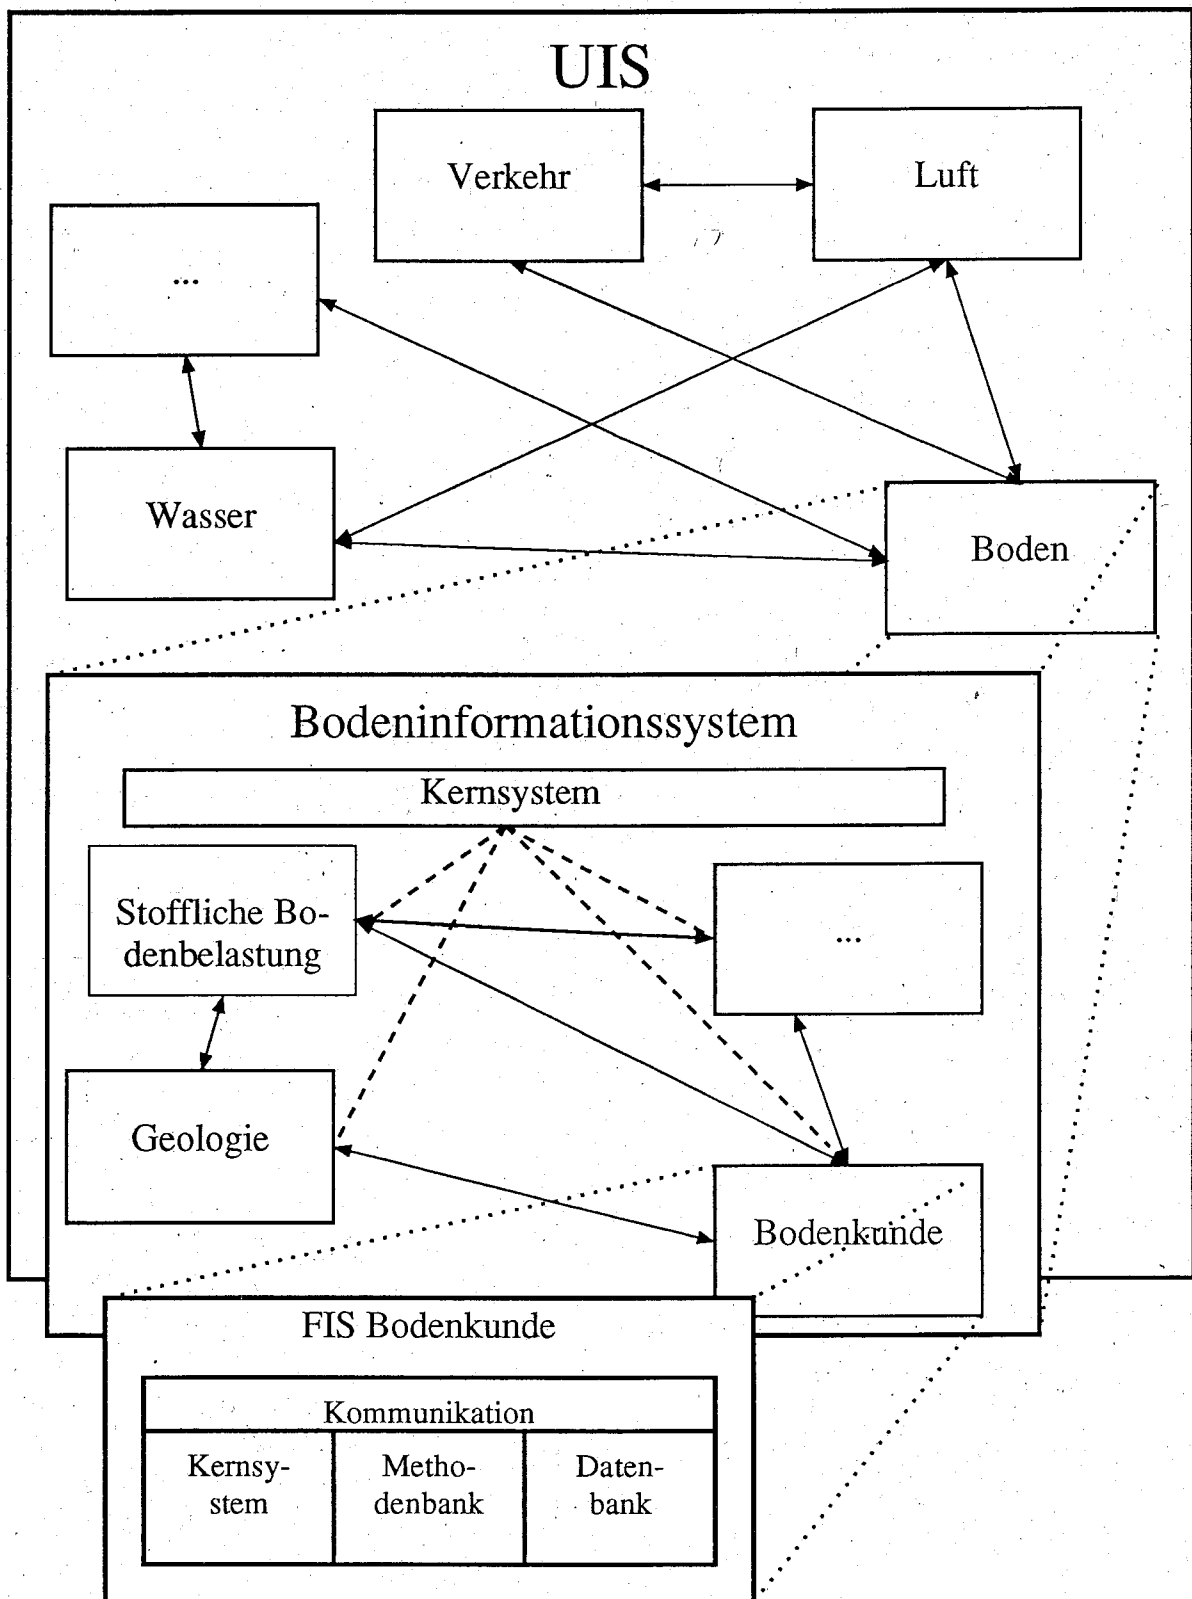 UIS
Verkehr
Luft
...
Wasser
Boden
Bodeninformationssystem
Kernsystem
Stoffliche Bo-
denbelastung
...
Geologie
Bodenkunde
FIS Bodenkunde
Kommunikation
Kernsy-
stem
Metho-
denbank
Daten-
bank